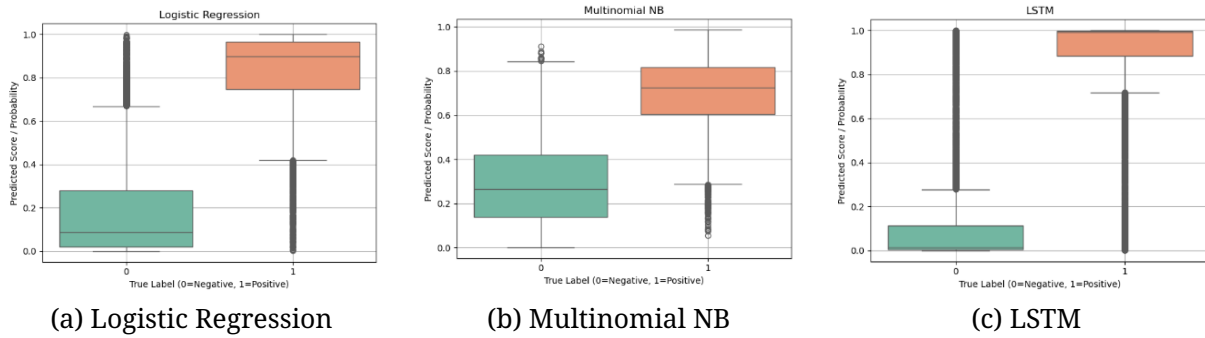 Logistic Regression
Predicted Score / Probability
1.0
0.8
0.6
0.4
0.2
0.0
0
1
True Label (0=Negative, 1=Positive)
(a) Logistic Regression
Multinomial NB
Predicted Score / Probability
1.0
0.8
0.6
0.4
0.2
0.0
0
1
True Label (0=Negative, 1=Positive)
(b) Multinomial NB
LSTM
Predicted Score / Probability
1.0
0.8
0.6
0.4
0.2
0.0
0
1
True Label (0=Negative, 1=Positive)
(c) LSTM